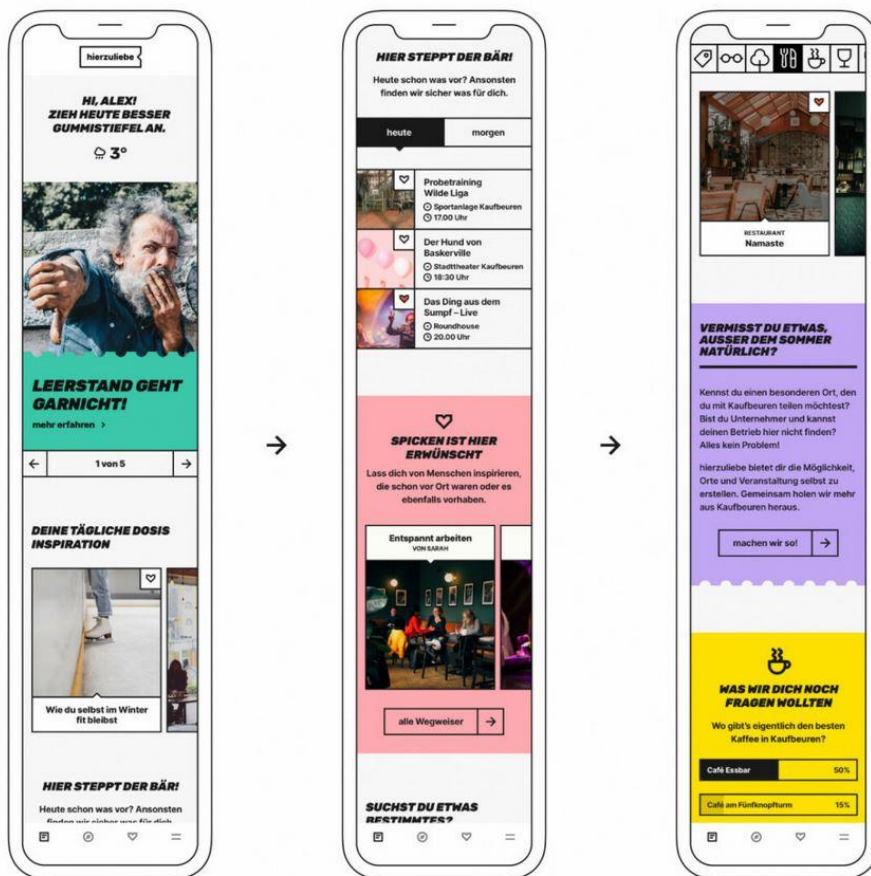 hierzuliebe
HI, ALEX!
ZIEH HEUTE BESSER
GUMMISTIEFEL AN.
3°
LEERSTAND GEHT
GARNICHT!
mehr erfahren >
← 1 von 5 →
DEINE TÄGLICHE DOSIS
INSPIRATION
Wie du selbst im Winter
fit bleibst
HIER STEPPT DER BÄR!
Heute schon was vor? Ansonsten
finden wir sicher was für dich.
→
HIER STEPPT DER BÄR!
Heute schon was vor? Ansonsten
finden wir sicher was für dich.
heute morgen
Probetraining
Wilde Liga
Sportanlage Kaufbeuren
17.00 Uhr
Der Hund von
Baskerville
Stadttheater Kaufbeuren
18:30 Uhr
Das Ding aus dem
Sumpf – Live
Roundhouse
20.00 Uhr
SPICKEN IST HIER
ERWÜNSCHT
Lass dich von Menschen inspirieren,
die schon vor Ort waren oder es
ebenfalls vorhaben.
Entspannt arbeiten
VON SARAH
alle Wegweiser →
SUCHST DU ETWAS
BESTIMMTES?
→
RESTAURANT
Namaste
VERMISST DU ETWAS,
AUSSER DEM SOMMER
NATÜRLICH?
Kennst du einen besonderen Ort, den
du mit Kaufbeuren teilen möchtest?
Bist du Unternehmer und kannst
deinen Betrieb hier nicht finden?
Alles kein Problem!
hierzuliebe bietet dir die Möglichkeit,
Orte und Veranstaltung selbst zu
erstellen. Gemeinsam holen wir mehr
aus Kaufbeuren heraus.
machen wir so! →
WAS WIR DICH NOCH
FRAGEN WOLLTEN
Wo gibt's eigentlich den besten
Kaffee in Kaufbeuren?
Café Essbar 50%
Café am Fünfknopfturm 15%